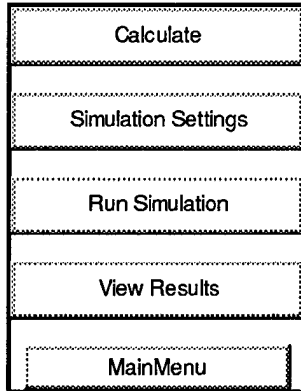 Calculate
Simulation Settings
Run Simulation
View Results
MainMenu